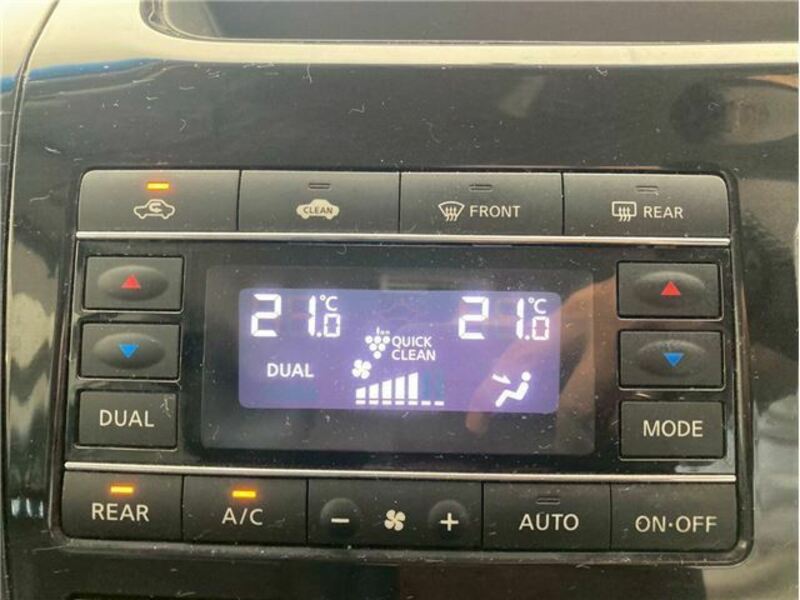 CLEAN
FRONT
REAR
21.0°C
21.0°C
QUICK
CLEAN
DUAL
DUAL
MODE
REAR
A/C
−
+
AUTO
ON·OFF